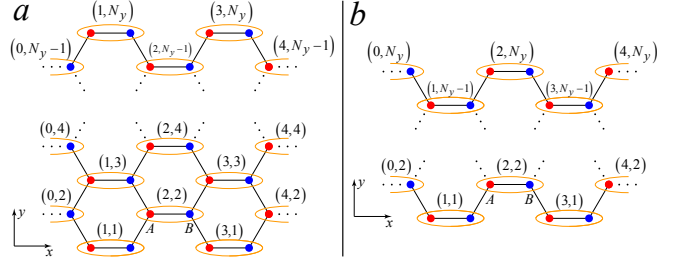 a
(1, N_y) (3, N_y)
(0, N_y−1) (2, N_y−1) (4, N_y−1)
(0, 4) (2, 4) (4, 4)
(1, 3) (3, 3)
(0, 2) (2, 2) (4, 2)
A B
(1, 1) (3, 1)
y
x
b
(0, N_y) (2, N_y) (4, N_y)
(1, N_y−1) (3, N_y−1)
(0, 2) (2, 2) (4, 2)
A B
(1, 1) (3, 1)
y
x